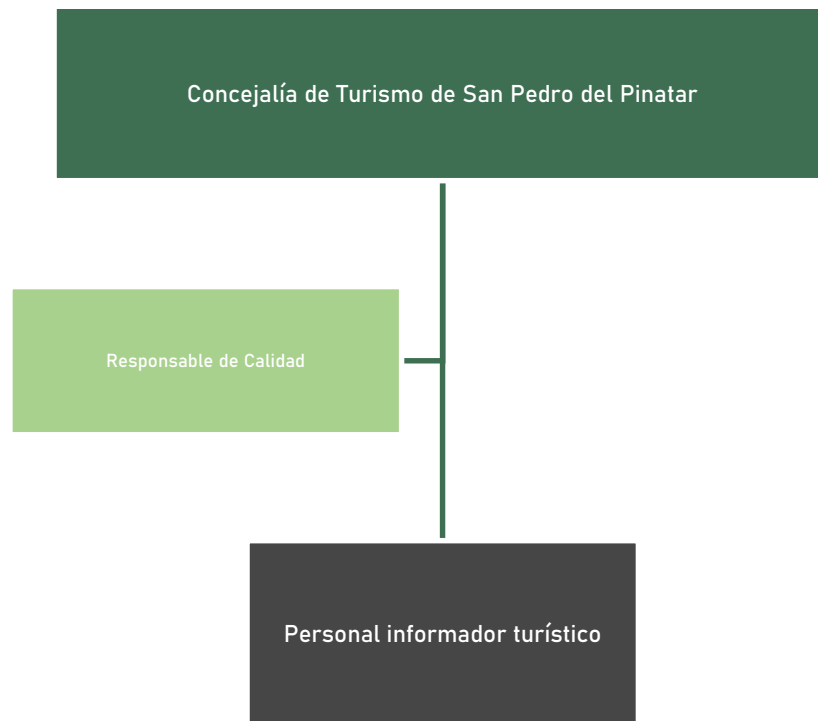 Concejalía de Turismo de San Pedro del Pinatar
Responsable de Calidad
Personal informador turístico